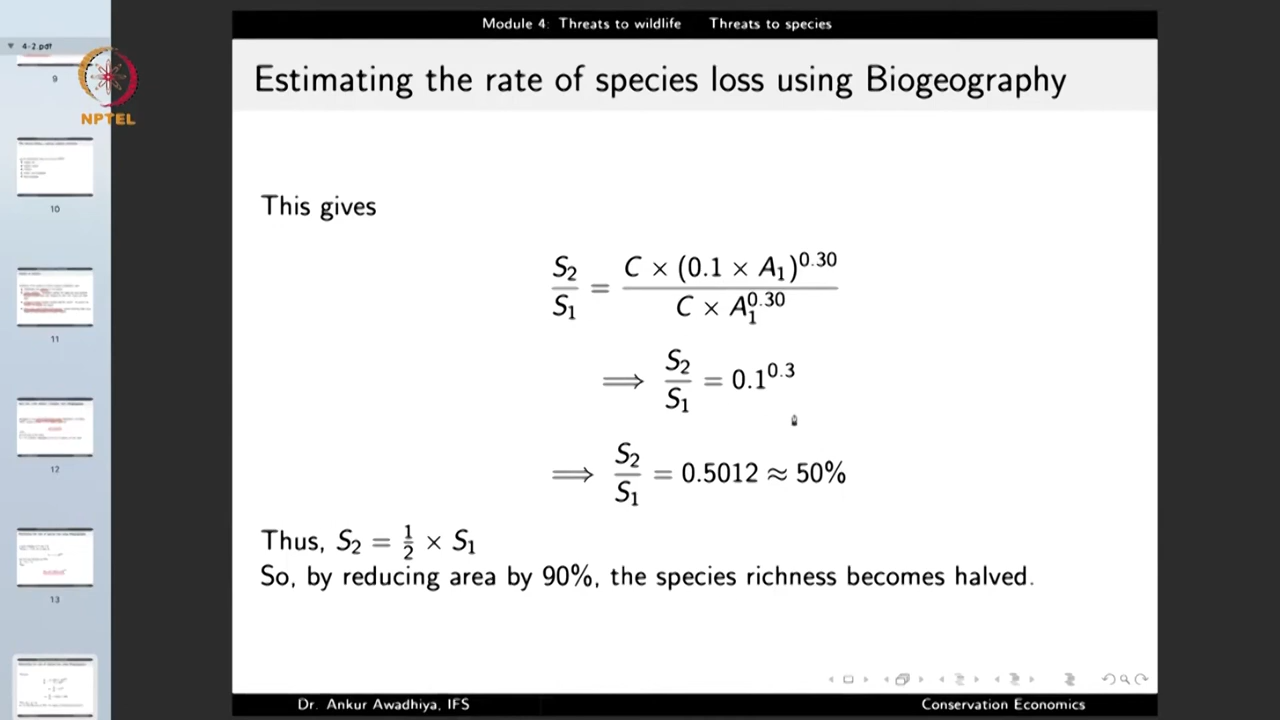 Module 4: Threats to wildlife Threats to species
4-2.pdf
NPTEL
9
10
11
12
13
Estimating the rate of species loss using Biogeography
This gives
S₂/S₁ = C × (0.1 × A₁)^0.30 / C × A₁^0.30
⟹ S₂/S₁ = 0.1^0.3
⟹ S₂/S₁ = 0.5012 ≈ 50%
Thus, S₂ = 1/2 × S₁
So, by reducing area by 90%, the species richness becomes halved.
Dr. Ankur Awadhiya, IFS Conservation Economics